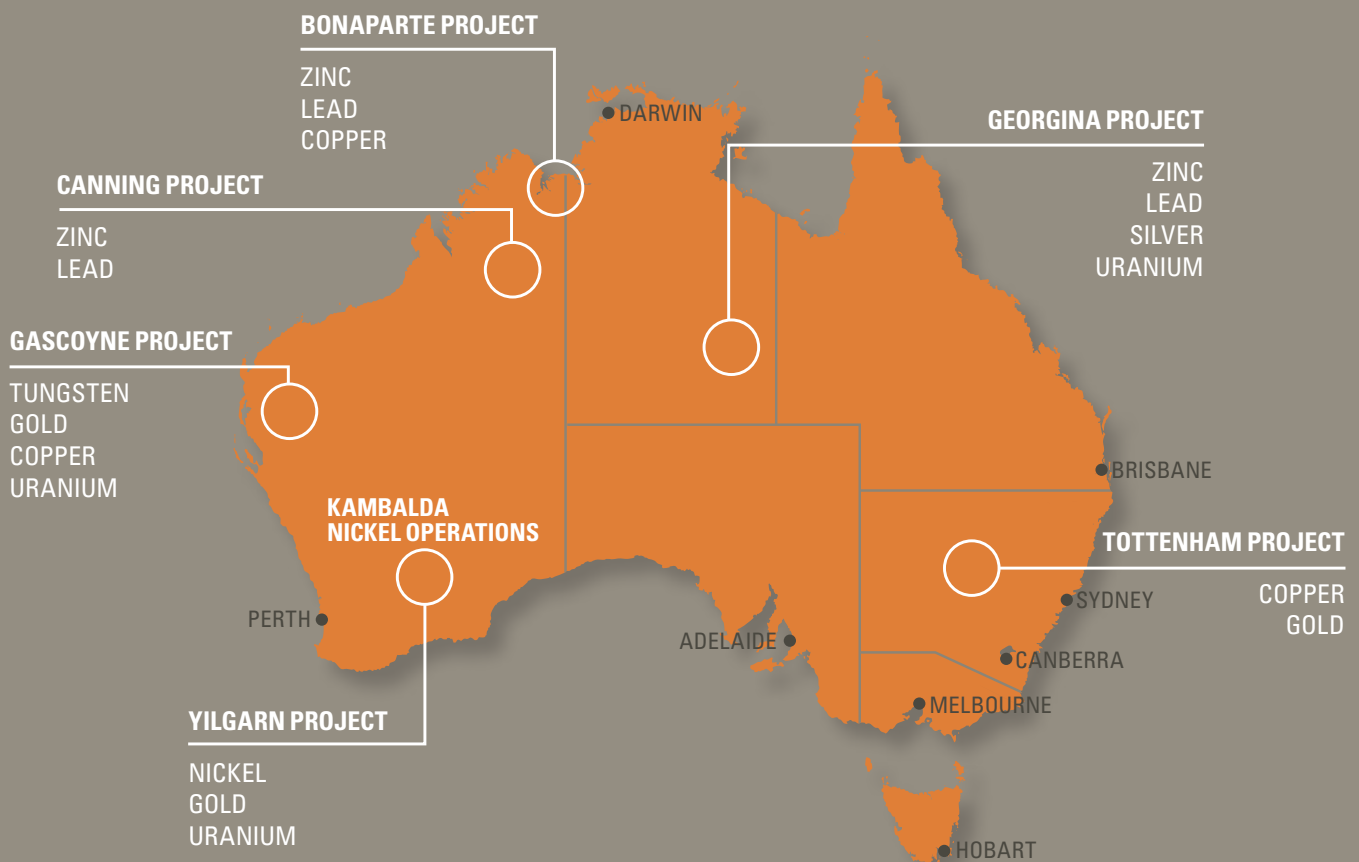 BONAPARTE PROJECT
ZINC
LEAD
COPPER
DARWIN
GEORGINA PROJECT
ZINC
LEAD
SILVER
URANIUM
CANNING PROJECT
ZINC
LEAD
GASCOYNE PROJECT
TUNGSTEN
GOLD
COPPER
URANIUM
BRISBANE
KAMBALDA
NICKEL OPERATIONS
TOTTENHAM PROJECT
COPPER
GOLD
SYDNEY
PERTH
ADELAIDE
CANBERRA
MELBOURNE
YILGARN PROJECT
NICKEL
GOLD
URANIUM
HOBART